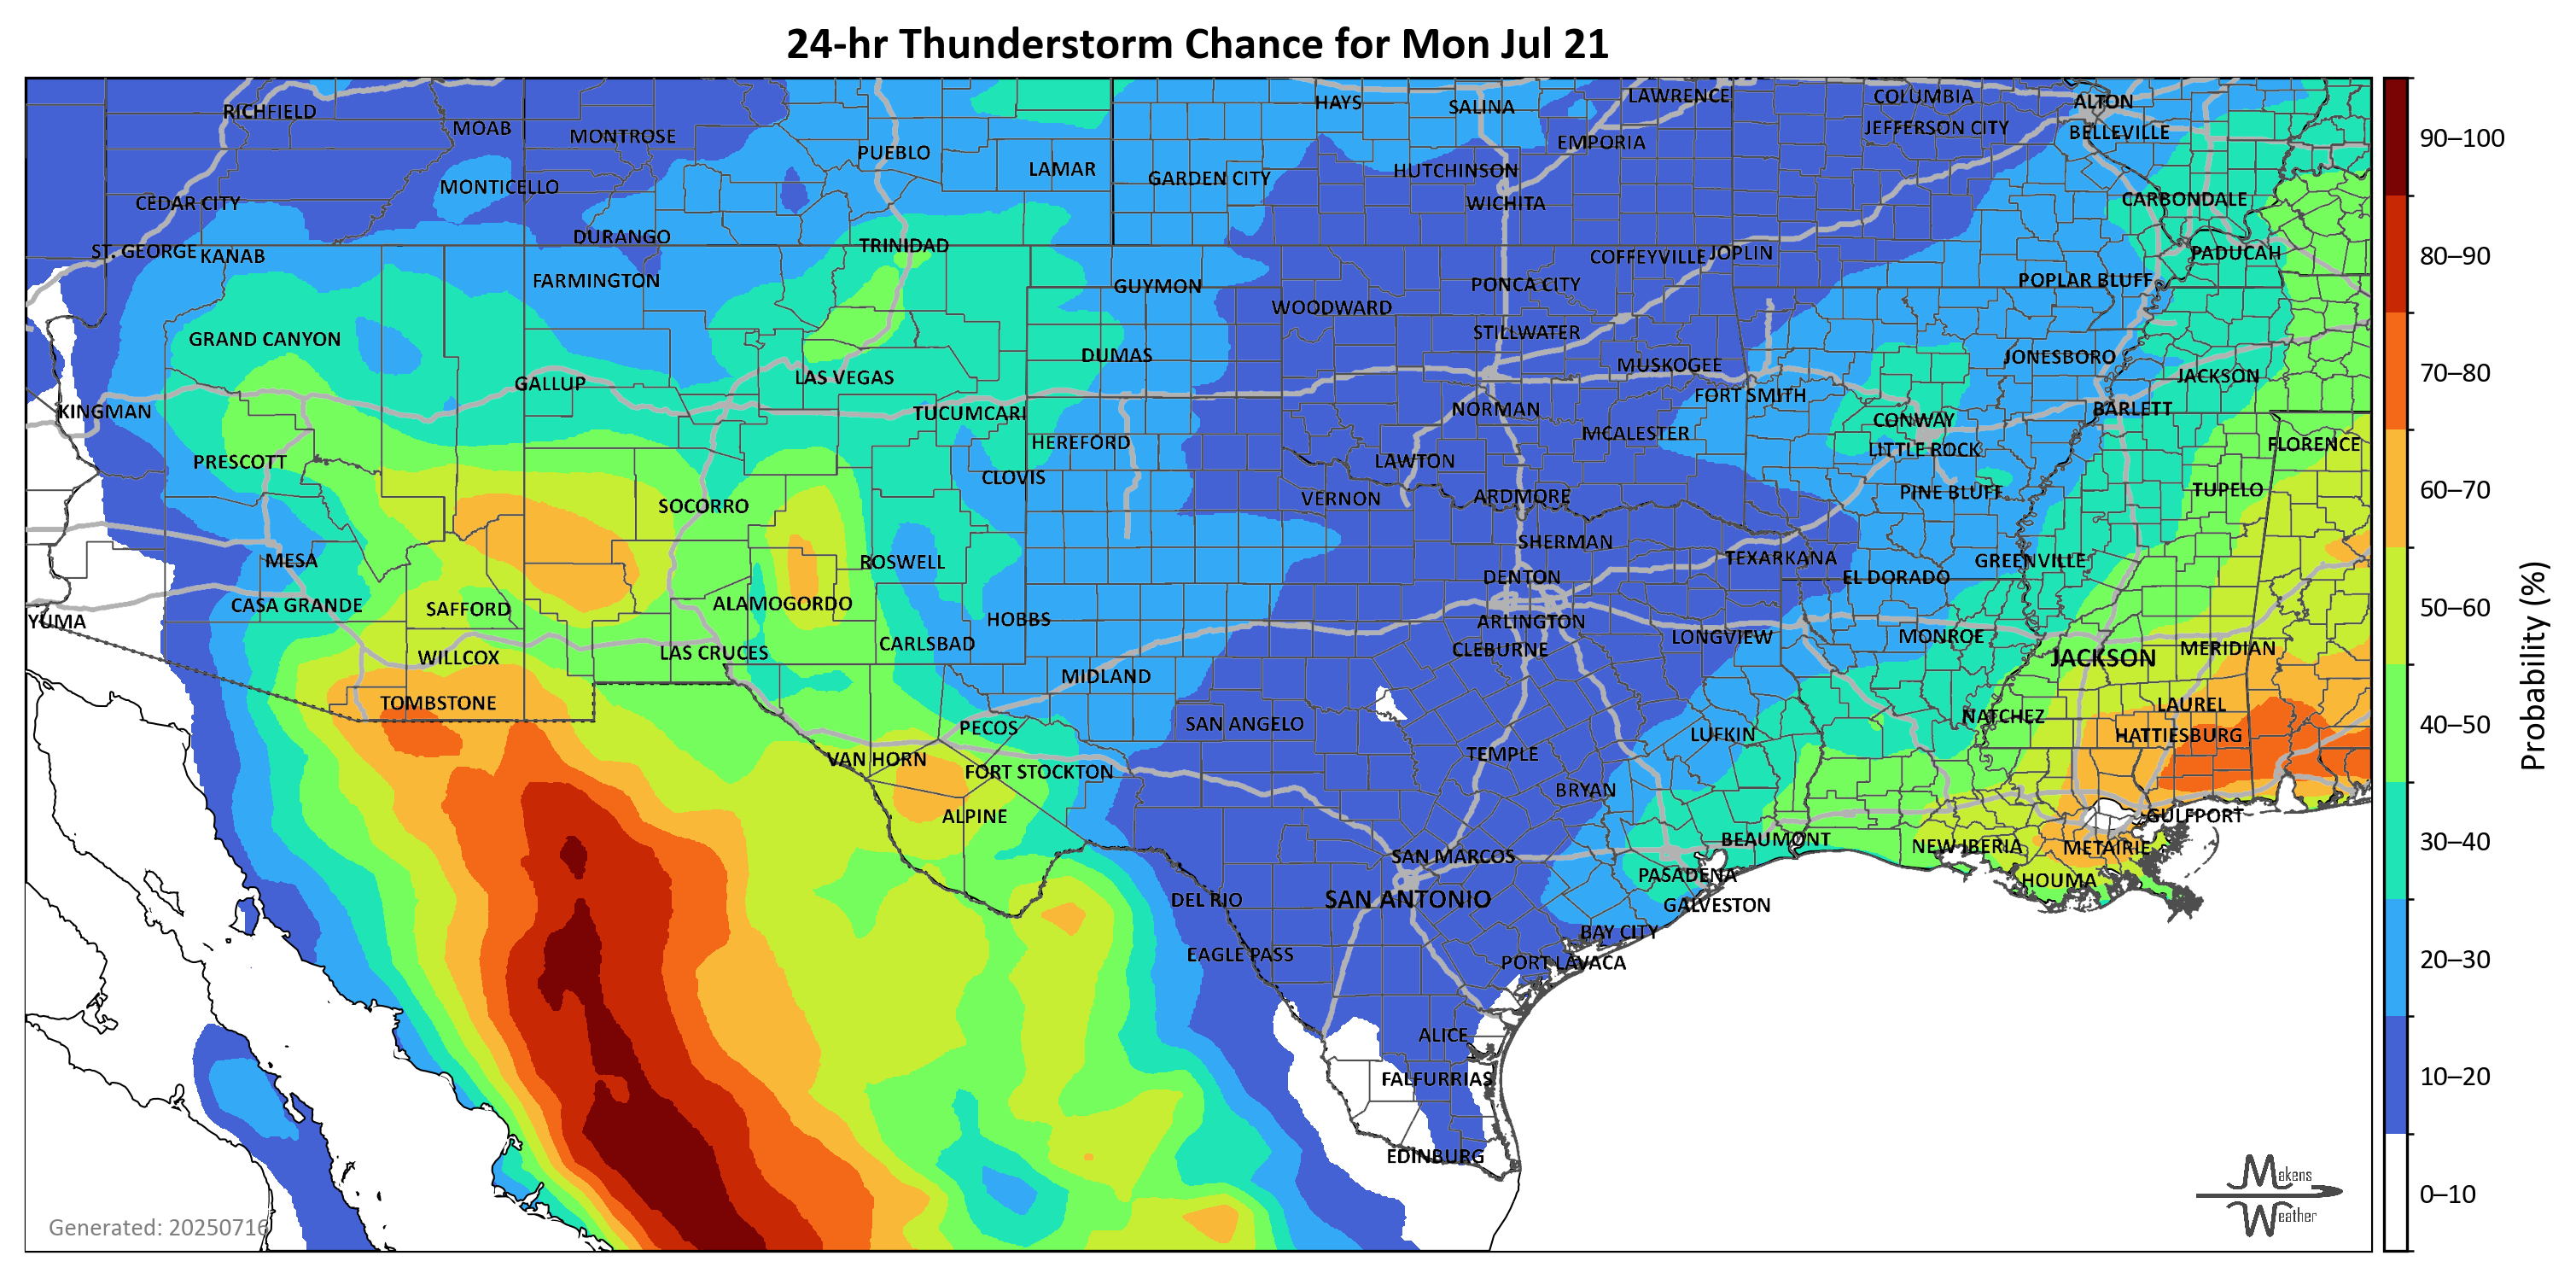 24-hr Thunderstorm Chance for Mon Jul 21
RICHFIELD
MOAB
MONTROSE
PUEBLO
LAMAR
HAYS
SALINA
LAWRENCE
COLUMBIA
ALTON
EMPORIA
JEFFERSON CITY
BELLEVILLE
CEDAR CITY
MONTICELLO
GARDEN CITY
HUTCHINSON
WICHITA
CARBONDALE
ST. GEORGE
KANAB
DURANGO
TRINIDAD
COFFEYVILLE
JOPLIN
PADUCAH
FARMINGTON
GUYMON
WOODWARD
PONCA CITY
POPLAR BLUFF
GRAND CANYON
DUMAS
STILLWATER
JONESBORO
GALLUP
LAS VEGAS
MUSKOGEE
JACKSON
KINGMAN
TUCUMCARI
NORMAN
FORT SMITH
CONWAY
BARLETT
PRESCOTT
HEREFORD
MCALESTER
LITTLE ROCK
FLORENCE
CLOVIS
LAWTON
SOCORRO
VERNON
ARDMORE
PINE BLUFF
TUPELO
MESA
ROSWELL
SHERMAN
TEXARKANA
GREENVILLE
CASA GRANDE
SAFFORD
ALAMOGORDO
DENTON
EL DORADO
YUMA
HOBBS
ARLINGTON
WILLCOX
LAS CRUCES
CARLSBAD
CLEBURNE
LONGVIEW
MONROE
JACKSON
MERIDIAN
TOMBSTONE
MIDLAND
PECOS
SAN ANGELO
LUFKIN
NATCHEZ
LAUREL
VAN HORN
FORT STOCKTON
TEMPLE
HATTIESBURG
ALPINE
BRYAN
GULFPORT
SAN MARCOS
BEAUMONT
NEW IBERIA
METAIRIE
DEL RIO
SAN ANTONIO
PASADENA
HOUMA
GALVESTON
EAGLE PASS
BAY CITY
PORT LAVACA
ALICE
FALFURRIAS
EDINBURG
Generated: 20250716
Makens
Weather
90–100
80–90
70–80
60–70
50–60
40–50
30–40
20–30
10–20
0–10
Probability (%)